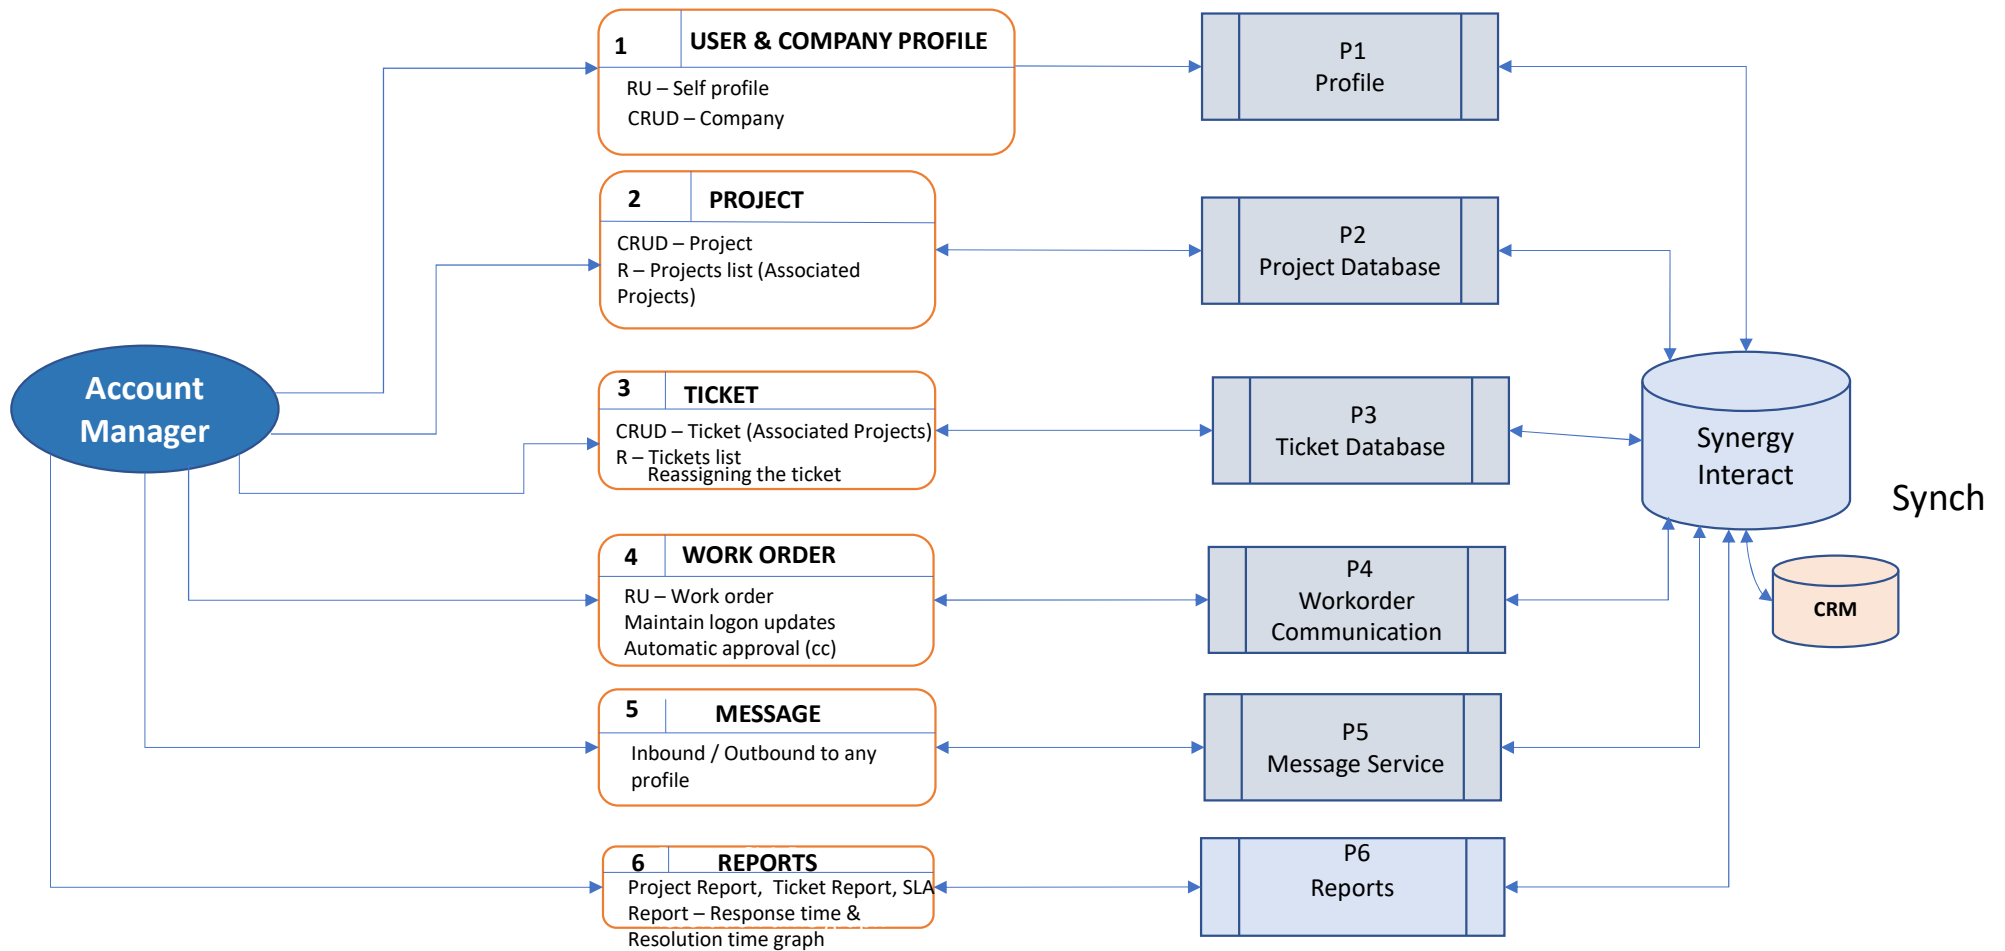 1 USER & COMPANY PROFILE
RU – Self profile
CRUD – Company
P1
Profile
2 PROJECT
CRUD – Project
R – Projects list (Associated
Projects)
P2
Project Database
Account
Manager
3 TICKET
CRUD – Ticket (Associated Projects)
R – Tickets list
Reassigning the ticket
P3
Ticket Database
Synergy
Interact
Synch
4 WORK ORDER
RU – Work order
Maintain logon updates
Automatic approval (cc)
P4
Workorder
Communication
CRM
5 MESSAGE
Inbound / Outbound to any
profile
P5
Message Service
6 REPORTS
Project Report, Ticket Report, SLA
Report – Response time &
Resolution time graph
P6
Reports